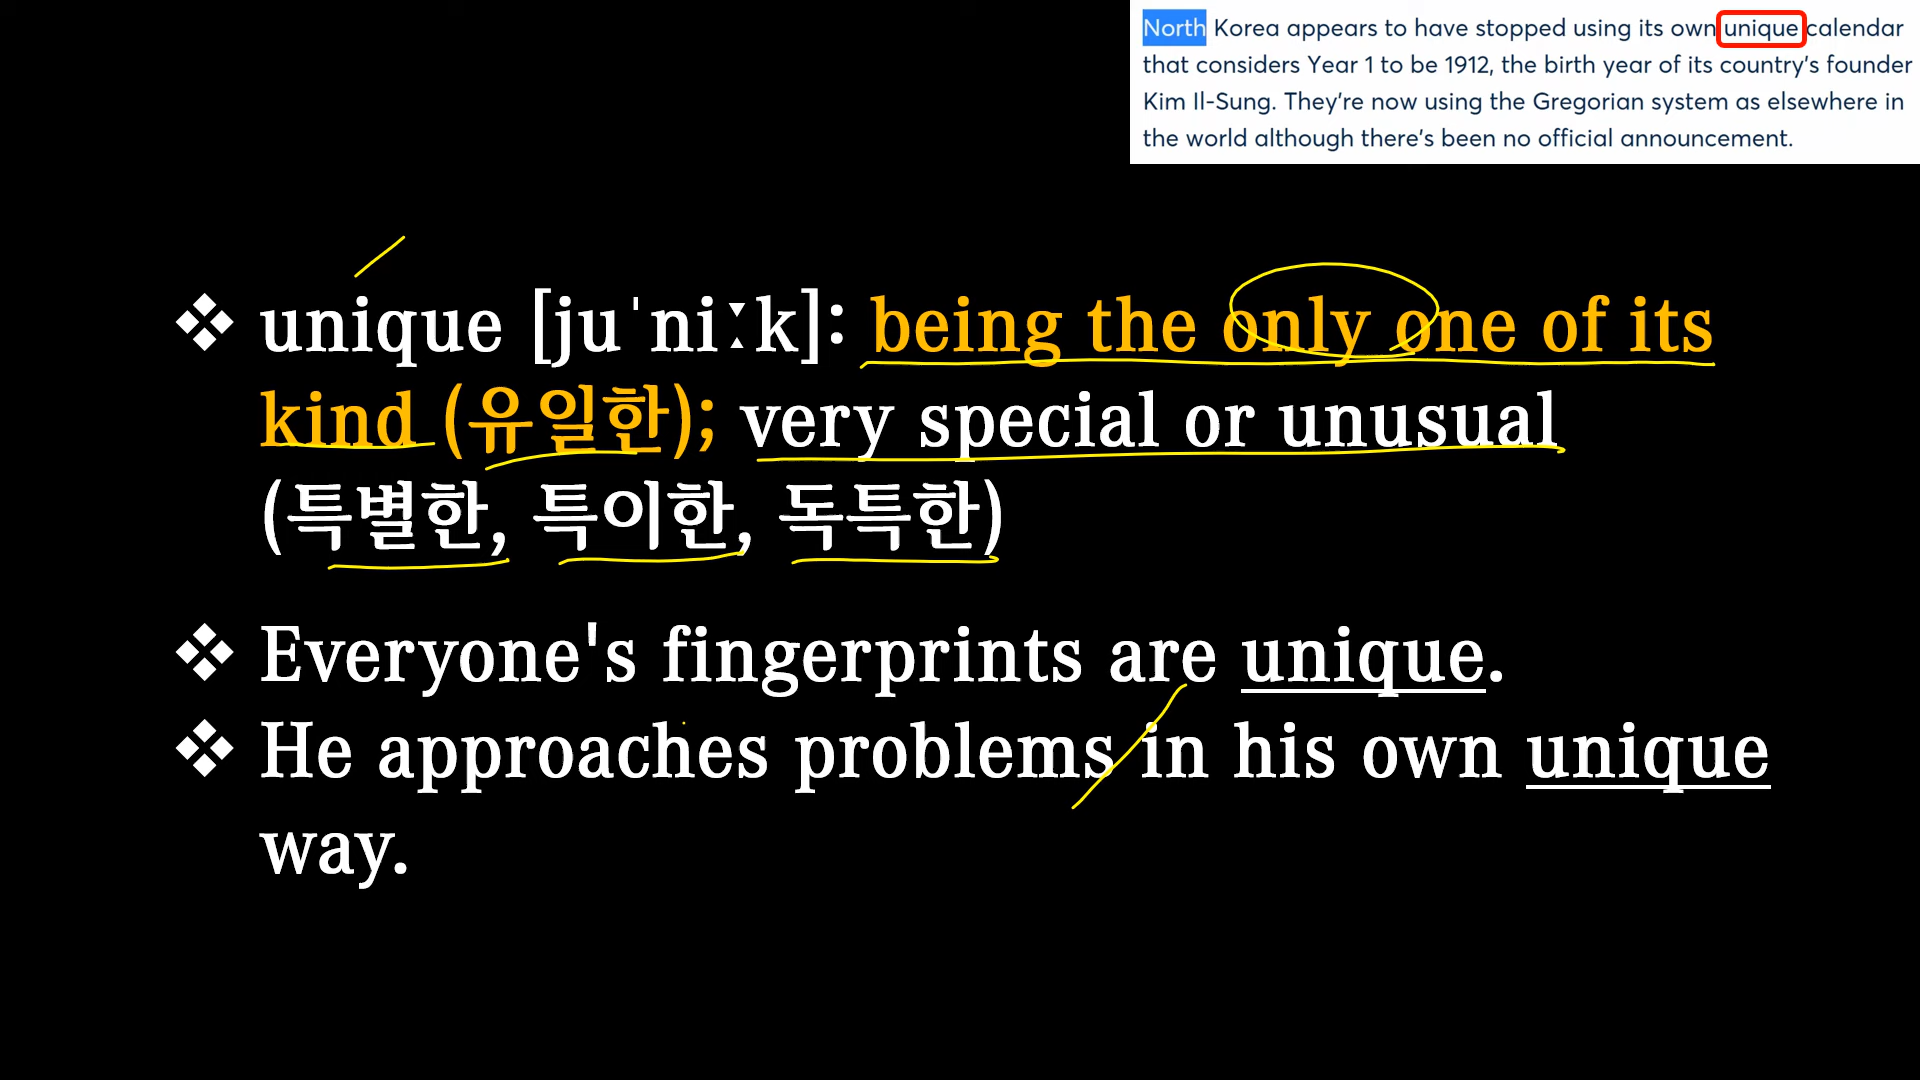 North Korea appears to have stopped using its own unique calendar
that considers Year 1 to be 1912, the birth year of its country's founder
Kim Il-Sung. They're now using the Gregorian system as elsewhere in
the world although there's been no official announcement.
❖ unique [juˈniːk]: being the only one of its
kind (유일한); very special or unusual
(특별한, 특이한, 독특한)
❖ Everyone's fingerprints are unique.
❖ He approaches problems in his own unique
way.